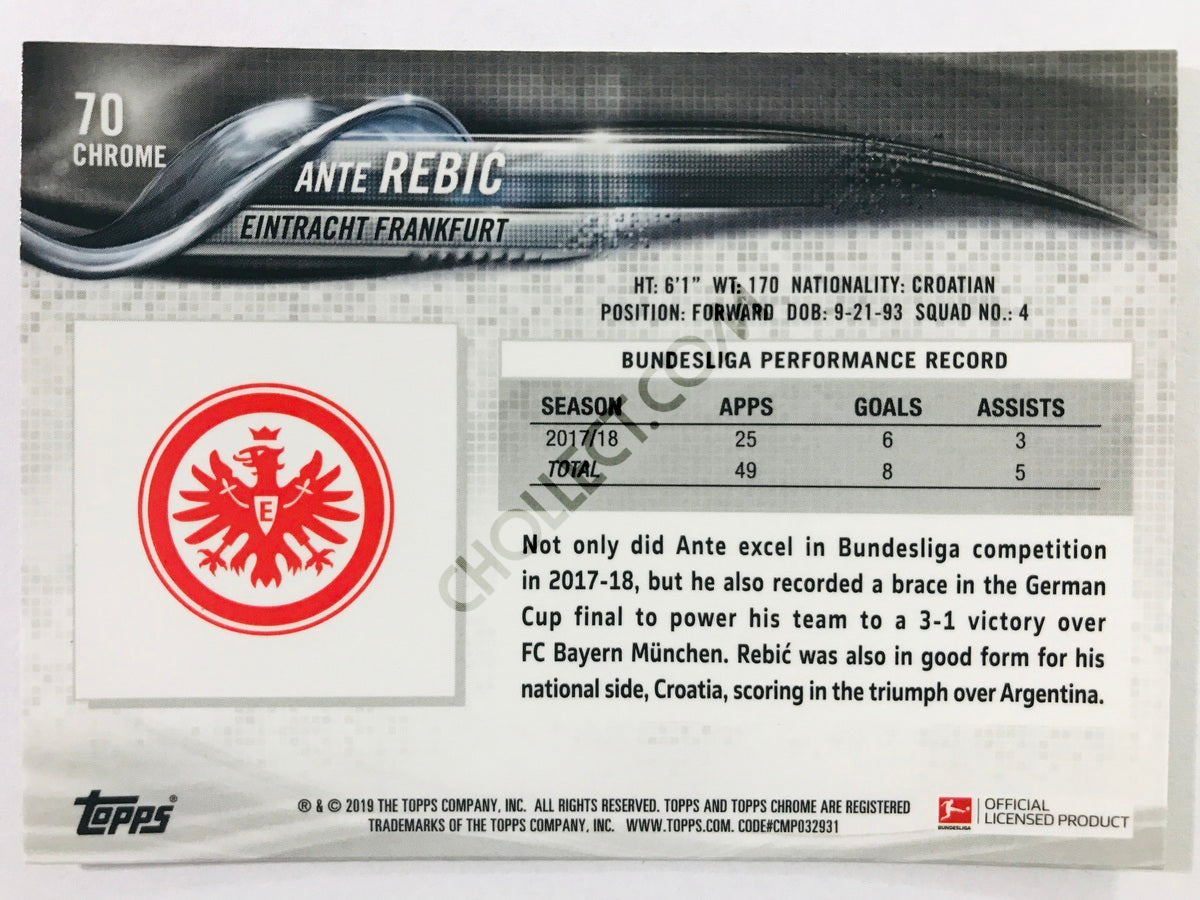 70
CHROME
ANTE REBIĆ
EINTRACHT FRANKFURT
HT: 6'1" WT: 170 NATIONALITY: CROATIAN
POSITION: FORWARD DOB: 9-21-93 SQUAD NO.: 4
BUNDESLIGA PERFORMANCE RECORD
SEASON APPS GOALS ASSISTS
2017/18 25 6 3
TOTAL 49 8 5
E
Not only did Ante excel in Bundesliga competition
in 2017-18, but he also recorded a brace in the German
Cup final to power his team to a 3-1 victory over
FC Bayern München. Rebić was also in good form for his
national side, Croatia, scoring in the triumph over Argentina.
CHOLLECT.COM
Topps®
® & © 2019 THE TOPPS COMPANY, INC. ALL RIGHTS RESERVED. TOPPS AND TOPPS CHROME ARE REGISTERED
TRADEMARKS OF THE TOPPS COMPANY, INC. WWW.TOPPS.COM. CODE#CMP032931
BUNDESLIGA
OFFICIAL
LICENSED PRODUCT